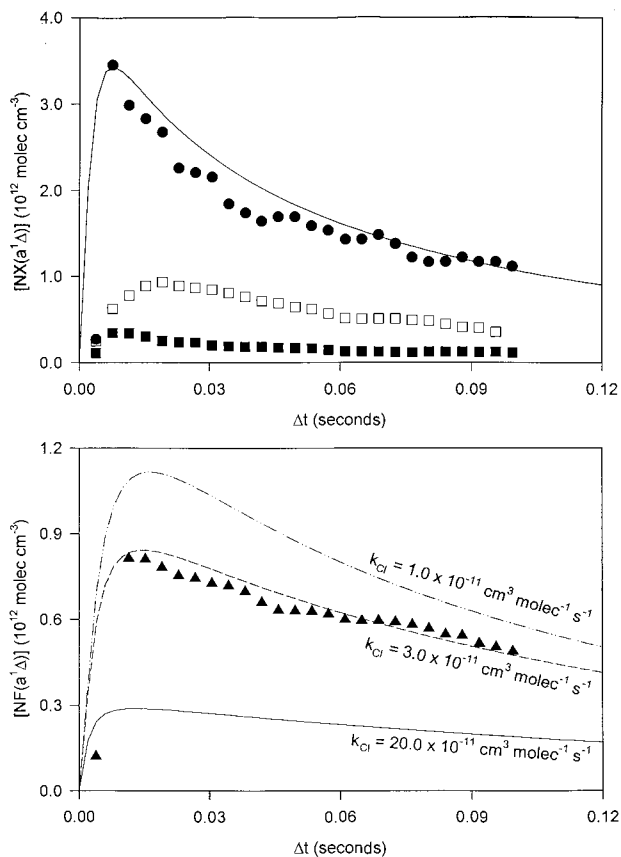 [NX(a¹Δ)] (10¹² molec cm⁻³)
4.0
3.0
2.0
1.0
0.0
0.00
0.03
0.06
0.09
0.12
Δt (seconds)
[NF(a¹Δ)] (10¹² molec cm⁻³)
1.2
0.9
0.6
0.3
0.0
k_Cl = 1.0 x 10⁻¹¹ cm³ molec⁻¹ s⁻¹
k_Cl = 3.0 x 10⁻¹¹ cm³ molec⁻¹ s⁻¹
k_Cl = 20.0 x 10⁻¹¹ cm³ molec⁻¹ s⁻¹
0.00
0.03
0.06
0.09
0.12
Δt (seconds)